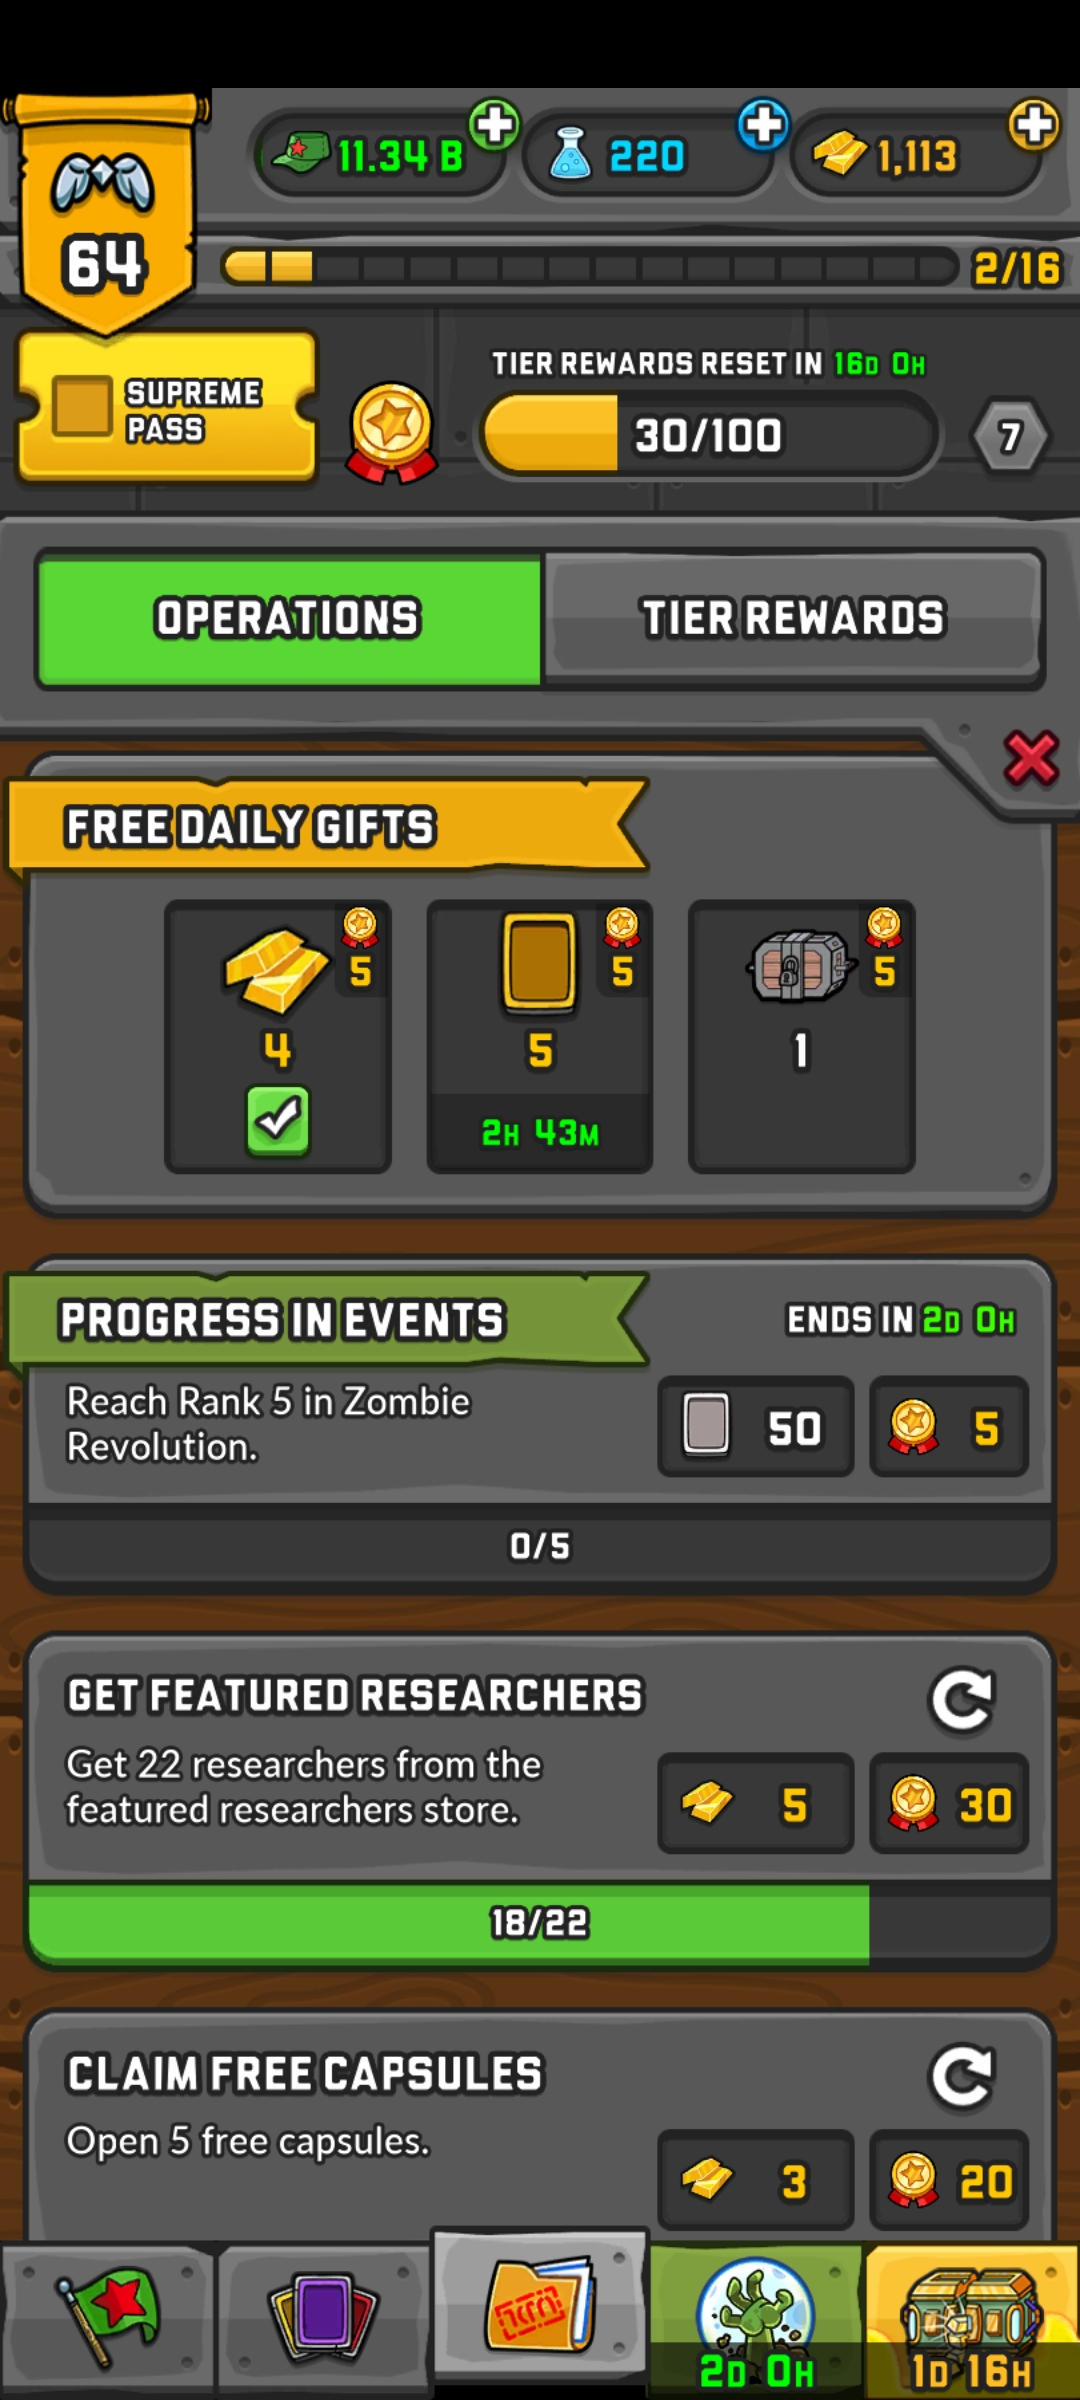 11.34 B
220
1,113
64
2/16
SUPREME
PASS
TIER REWARDS RESET IN 16D 0H
30/100
7
OPERATIONS
TIER REWARDS
FREE DAILY GIFTS
5
5
5
4
5
1
2H 43M
PROGRESS IN EVENTS
ENDS IN 2D 0H
Reach Rank 5 in Zombie
Revolution.
50
5
0/5
GET FEATURED RESEARCHERS
Get 22 researchers from the
featured researchers store.
5
30
18/22
CLAIM FREE CAPSULES
Open 5 free capsules.
3
20
2D 0H
1D 16H